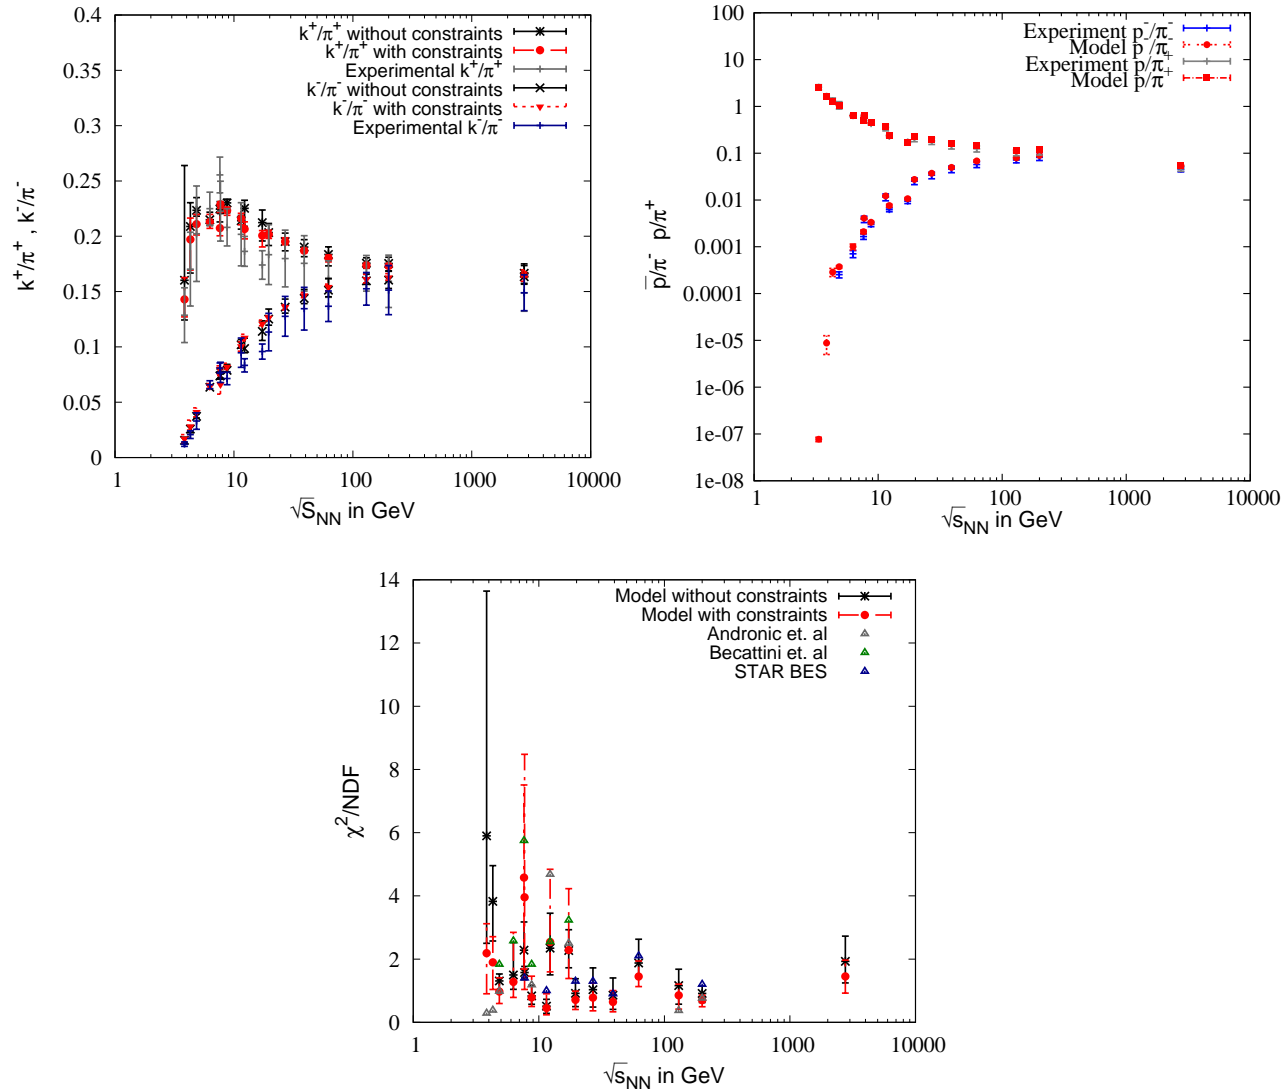 k+/π+ without constraints
k+/π+ with constraints
Experimental k+/π+
k-/π- without constraints
k-/π- with constraints
Experimental k-/π-
0.4
0.35
0.3
0.25
0.2
0.15
0.1
0.05
0
k+/π+ , k-/π-
1 10 100 1000 10000
√S NN in GeV
Experiment p-/π-
Model p-/π-
Experiment p/π+
Model p/π+
100
10
1
0.1
0.01
0.001
0.0001
1e-05
1e-06
1e-07
1e-08
p̅/π- p/π+
1 10 100 1000 10000
√s NN in GeV
Model without constraints
Model with constraints
Andronic et. al
Becattini et. al
STAR BES
14
12
10
8
6
4
2
0
χ2/NDF
1 10 100 1000 10000
√s NN in GeV